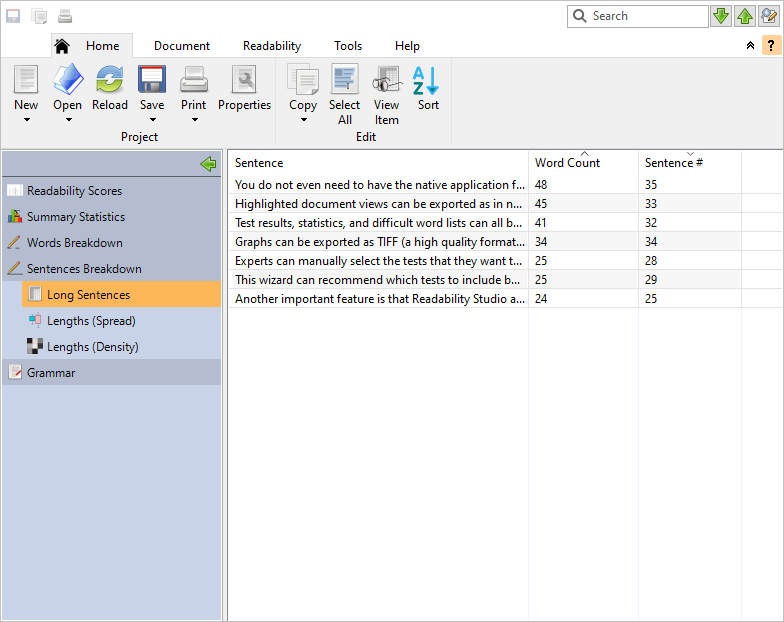 Search
Home Document Readability Tools Help
?
New Open Reload Save Print Properties Copy Select All View Item Sort
Project Edit
Readability Scores
Summary Statistics
Words Breakdown
Sentences Breakdown
Long Sentences
Lengths (Spread)
Lengths (Density)
Grammar
Sentence Word Count Sentence #
You do not even need to have the native application f... 48 35
Highlighted document views can be exported as in n... 45 33
Test results, statistics, and difficult word lists can all b... 41 32
Graphs can be exported as TIFF (a high quality format... 34 34
Experts can manually select the tests that they want t... 25 28
This wizard can recommend which tests to include b... 25 29
Another important feature is that Readability Studio a... 24 25